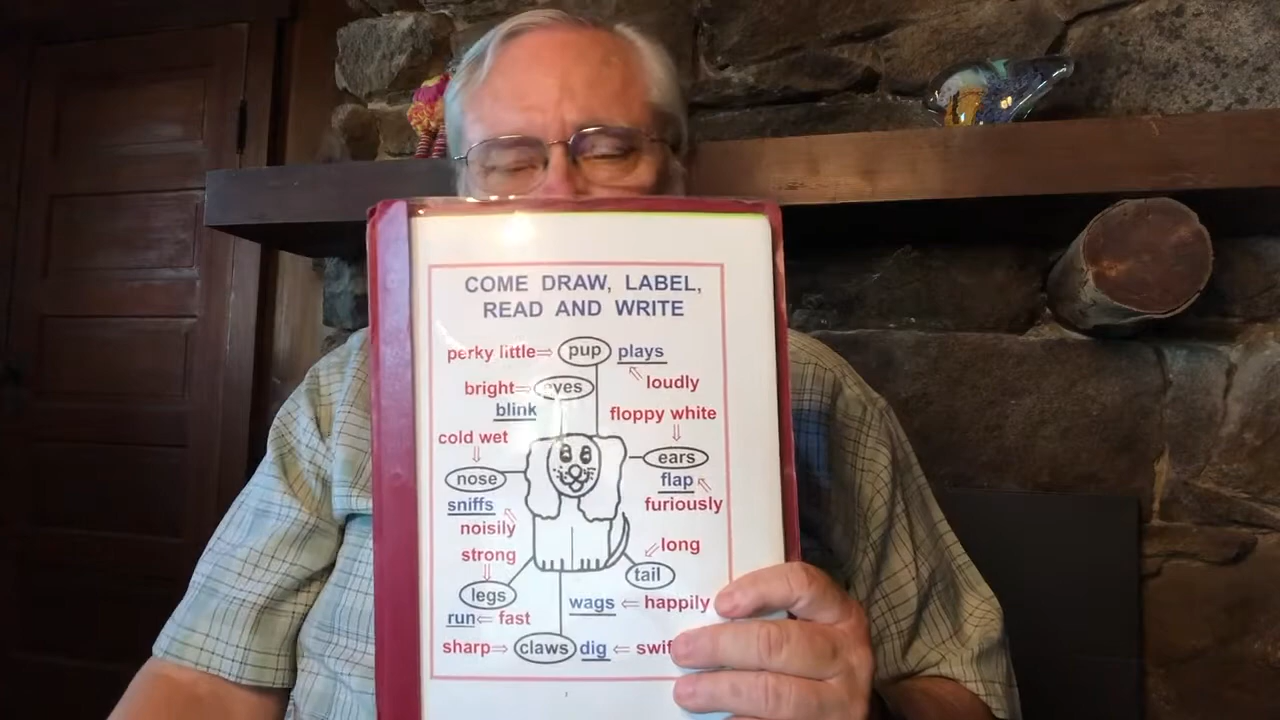 COME DRAW, LABEL,
READ AND WRITE
perky little⇒ pup plays
loudly
bright⇒ eyes
blink
floppy white
cold wet
ears
nose
flap
sniffs
furiously
noisily
strong
long
tail
legs
wags ⇐ happily
run⇐ fast
sharp⇒ claws dig ⇐